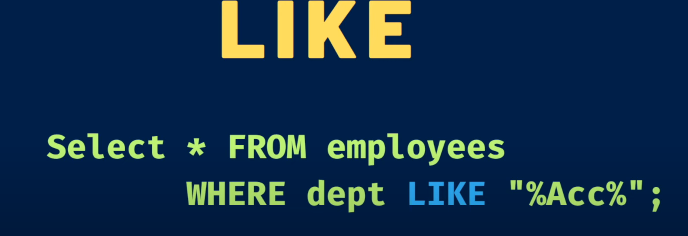 LIKE
Select * FROM employees
WHERE dept LIKE "%Acc%";